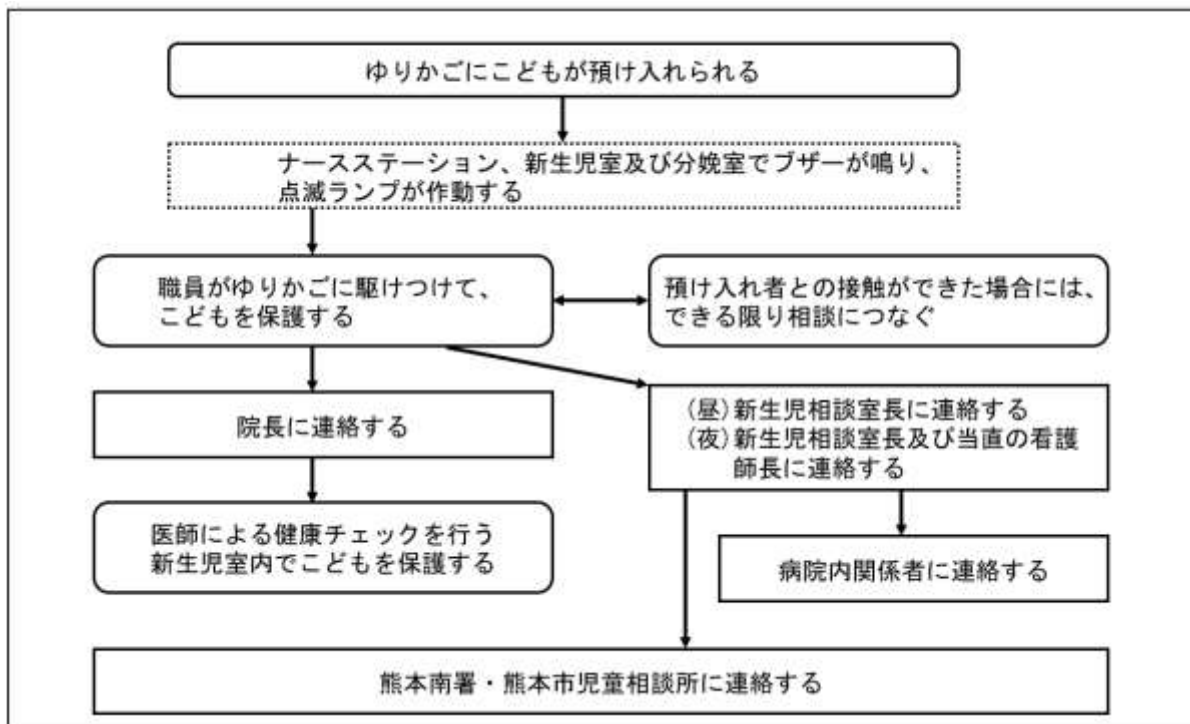 ゆりかごにこどもが預け入れられる
ナースステーション、新生児室及び分娩室でブザーが鳴り、
点滅ランプが作動する
職員がゆりかごに駆けつけて、
こどもを保護する
預け入れ者との接触ができた場合には、
できる限り相談につなぐ
院長に連絡する
(昼)新生児相談室長に連絡する
(夜)新生児相談室長及び当直の看護
師長に連絡する
医師による健康チェックを行う
新生児室内でこどもを保護する
病院内関係者に連絡する
熊本南署・熊本市児童相談所に連絡する